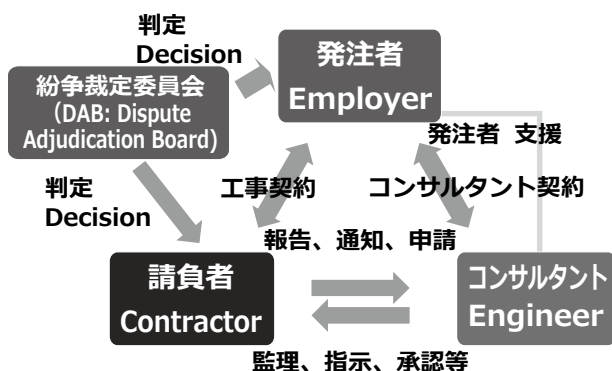 判定
Decision
発注者
Employer
紛争裁定委員会
(DAB: Dispute
Adjudication Board)
発注者 支援
判定
Decision
工事契約
コンサルタント契約
報告、通知、申請
請負者
Contractor
コンサルタント
Engineer
監理、指示、承認等